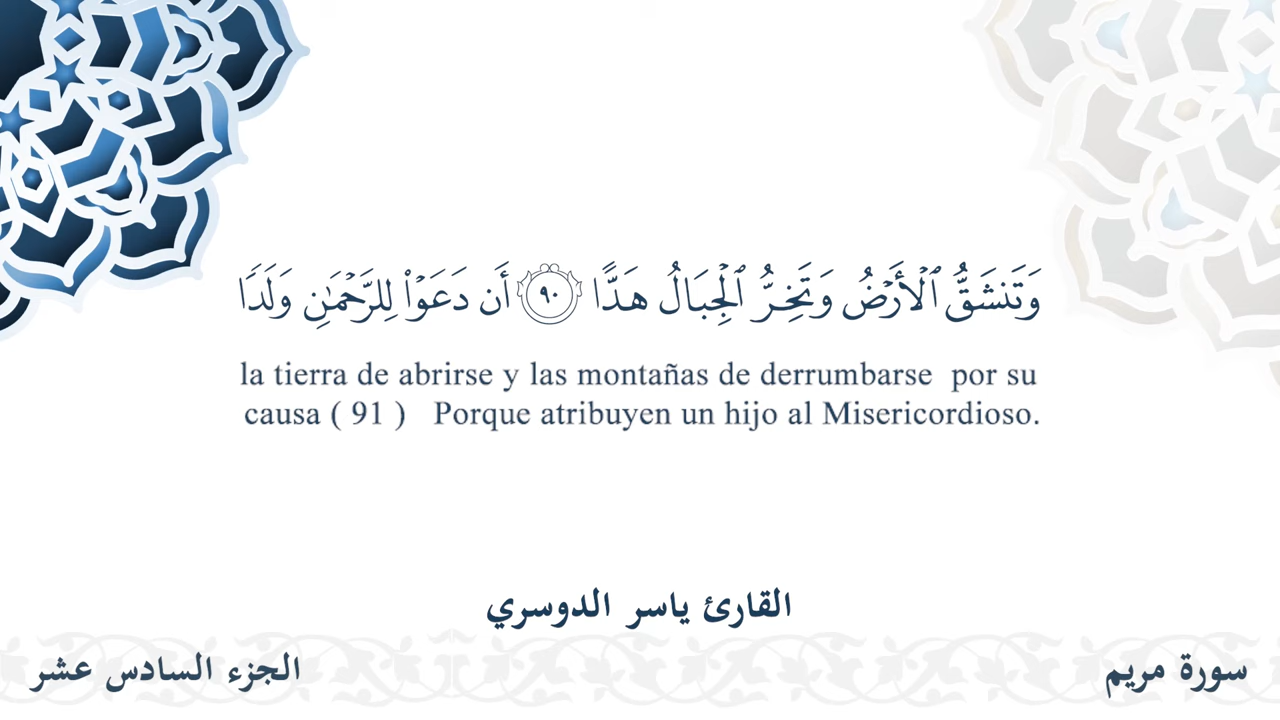 وَتَنشَقُّ ٱلْأَرْضُ وَتَخِرُّ ٱلْجِبَالُ هَدًّا ٩٠ أَن دَعَوْا۟ لِلرَّحْمَـٰنِ وَلَدًا
la tierra de abrirse y las montañas de derrumbarse por su
causa ( 91 ) Porque atribuyen un hijo al Misericordioso.
القارئ ياسر الدوسري
سورة مريم
الجزء السادس عشر